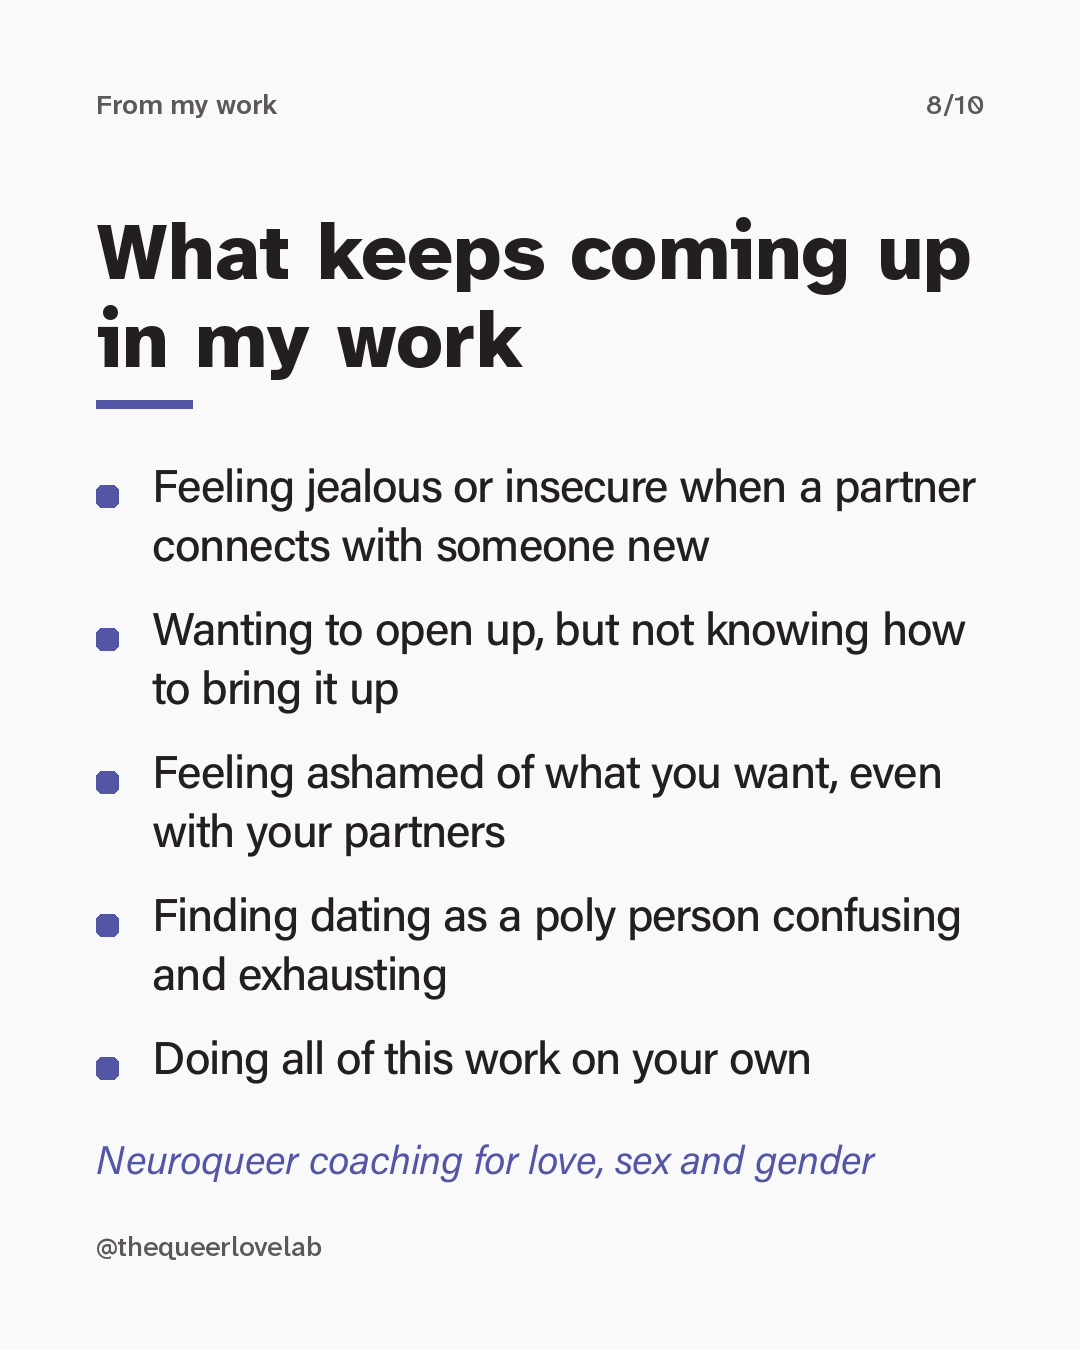 From my work
8/10
What keeps coming up
in my work
Feeling jealous or insecure when a partner
connects with someone new
Wanting to open up, but not knowing how
to bring it up
Feeling ashamed of what you want, even
with your partners
Finding dating as a poly person confusing
and exhausting
Doing all of this work on your own
Neuroqueer coaching for love, sex and gender
@thequeerlovelab